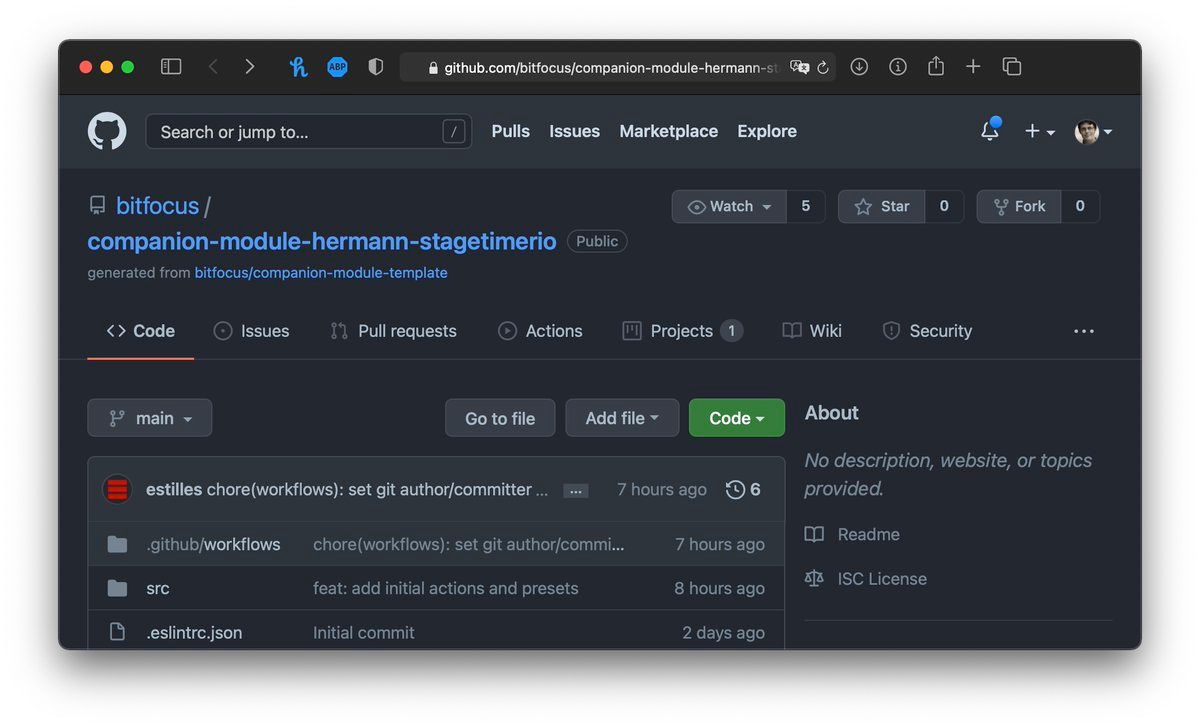 ABP
github.com/bitfocus/companion-module-hermann-st
Search or jump to... / Pulls Issues Marketplace Explore
bitfocus / Watch 5 Star 0 Fork 0
companion-module-hermann-stagetimerio Public
generated from bitfocus/companion-module-template
Code Issues Pull requests Actions Projects 1 Wiki Security ...
main Go to file Add file Code
About
No description, website, or topics
provided.
Readme
ISC License
estilles chore(workflows): set git author/committer ... ... 7 hours ago 6
.github/workflows chore(workflows): set git author/commi... 7 hours ago
src feat: add initial actions and presets 8 hours ago
.eslintrc.json Initial commit 2 days ago